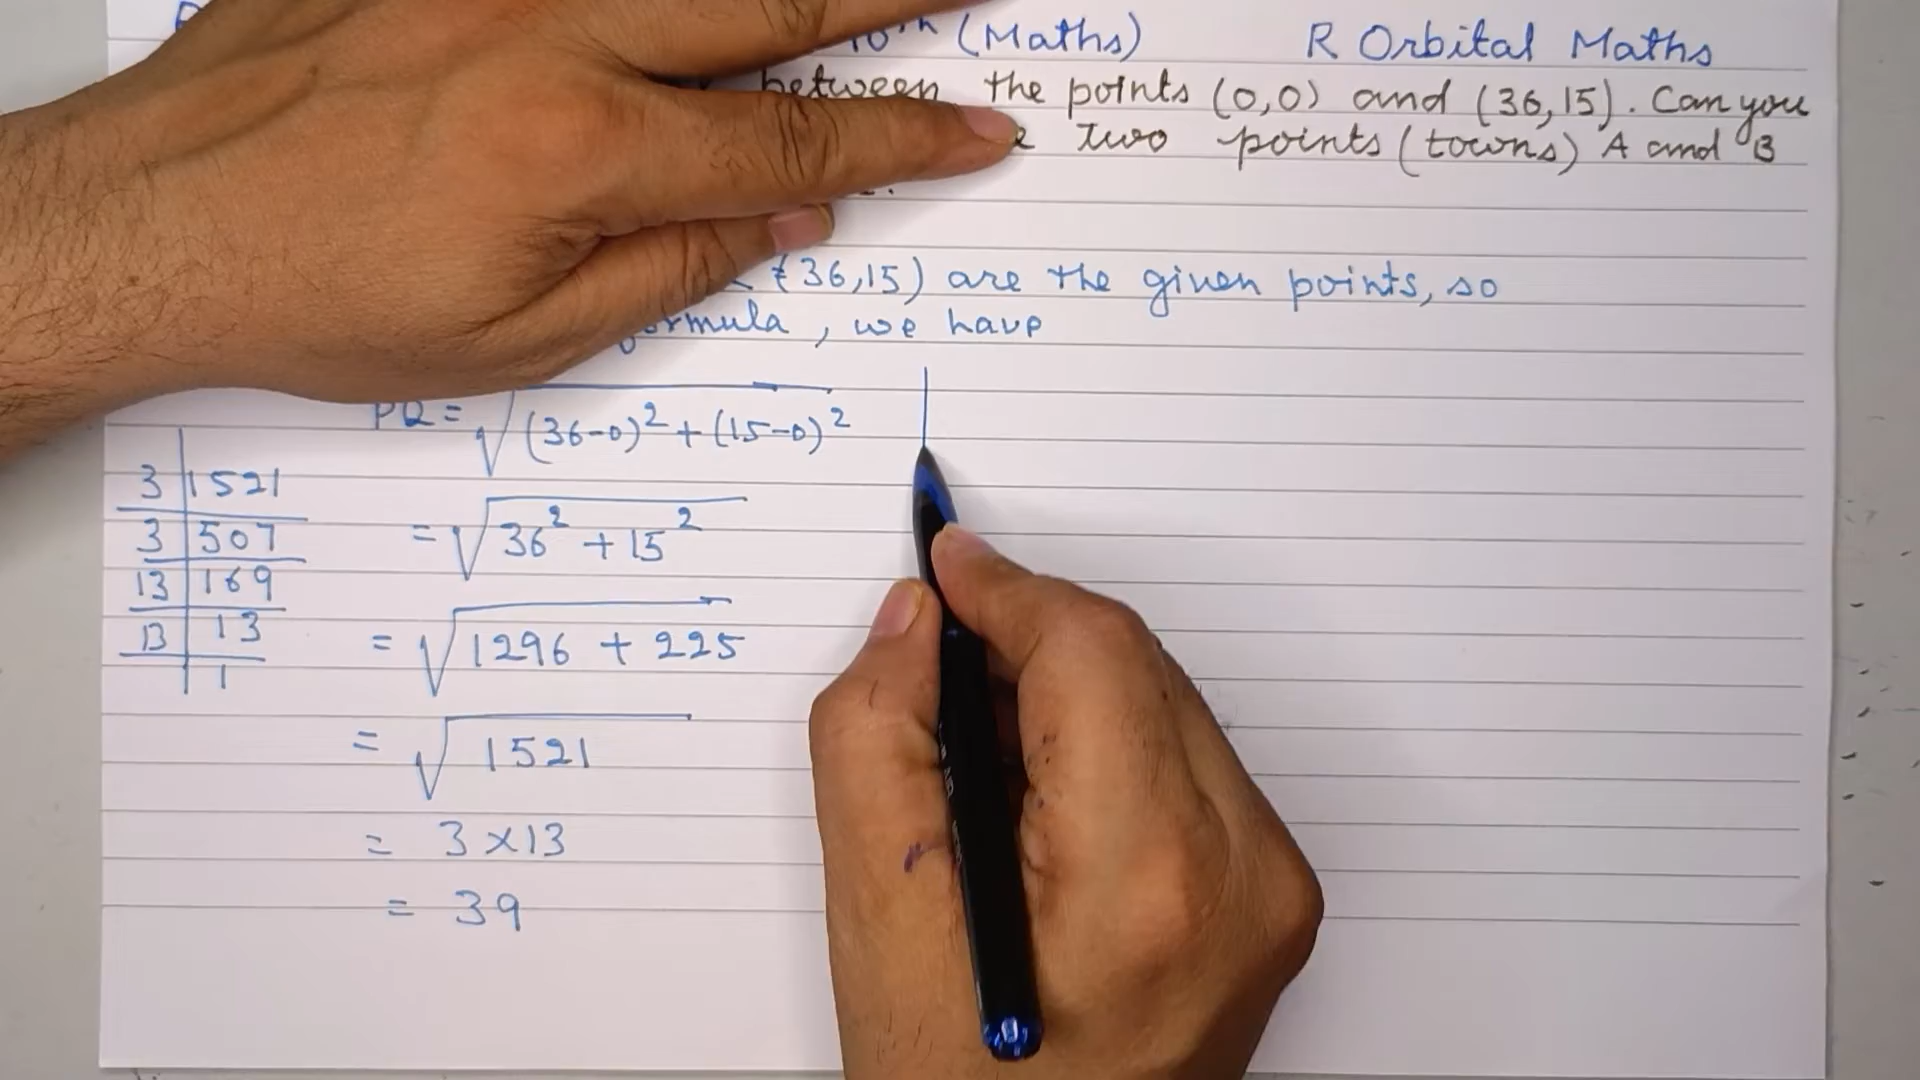 10th (Maths) R Orbital Maths
between the points (0,0) and (36,15). Can you
two points (towns) A and B
(36,15) are the given points, so
formula, we have
PQ = √(36-0)² + (15-0)²
= √36² + 15²
= √1296 + 225
= √1521
= 3×13
= 39
3 | 1521
3 | 507
13 | 169
13 | 13
1